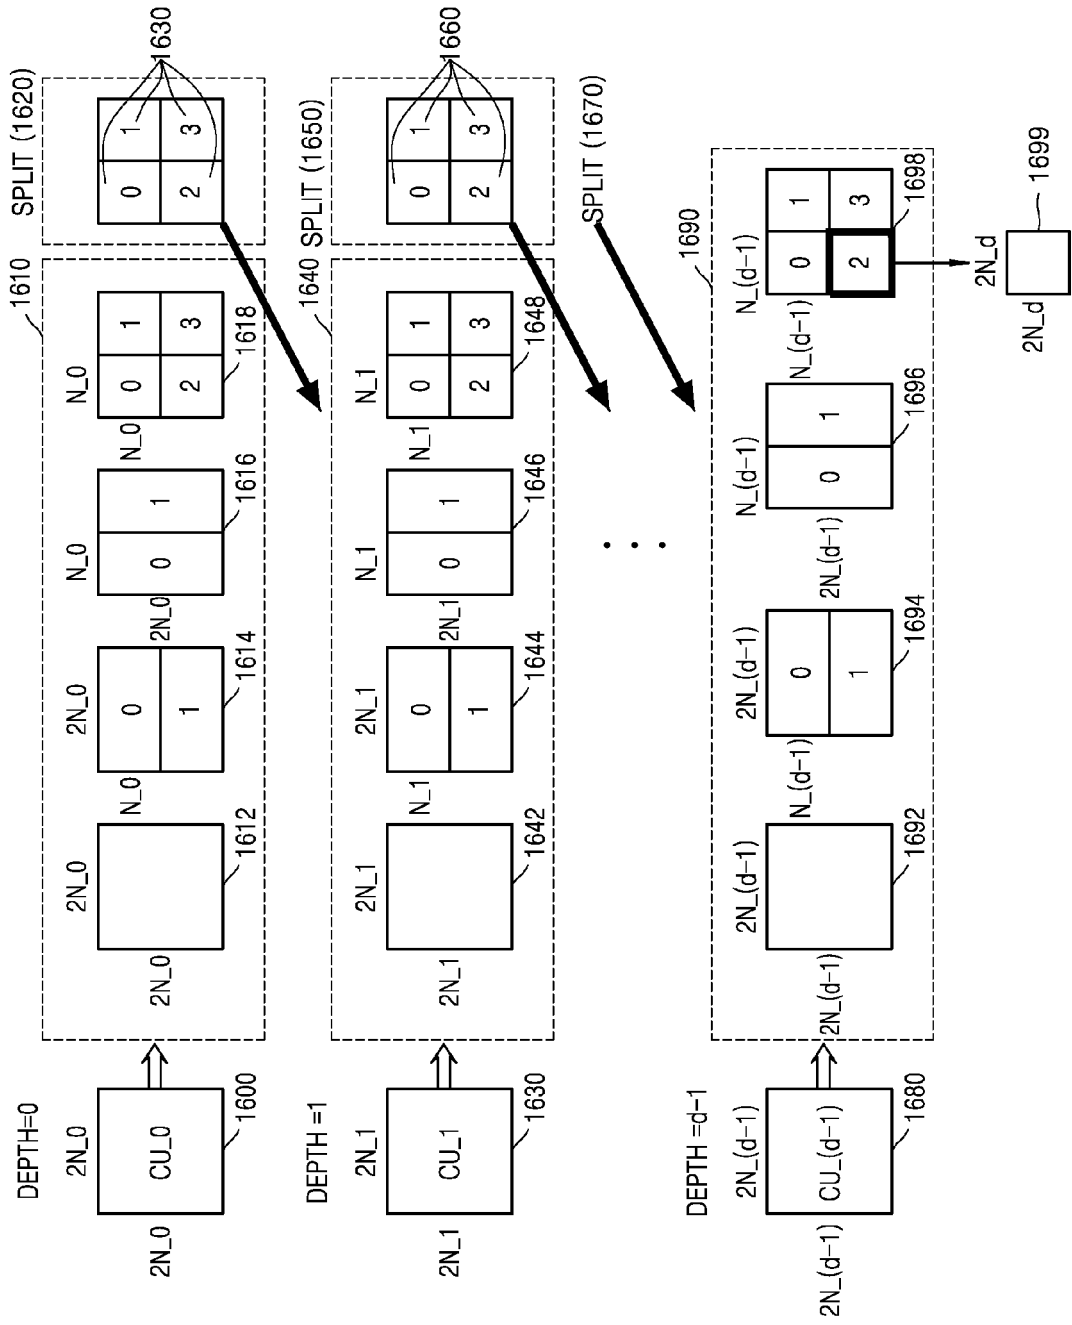 DEPTH=0
2N_0
2N_0
CU_0
1600
1610
2N_0
2N_0
1612
2N_0
N_0
0
1
1614
N_0
2N_0
0
1
1616
N_0
N_0
0
1
2
3
1618
SPLIT (1620)
0
1
2
3
1630
DEPTH =1
2N_1
2N_1
CU_1
1630
1640
2N_1
2N_1
1642
2N_1
N_1
0
1
1644
N_1
2N_1
0
1
1646
N_1
N_1
0
1
2
3
1648
SPLIT (1650)
0
1
2
3
1660
SPLIT (1670)
. . .
DEPTH =d-1
2N_(d-1)
2N_(d-1)
CU_(d-1)
1680
1690
2N_(d-1)
2N_(d-1)
1692
2N_(d-1)
N_(d-1)
0
1
1694
N_(d-1)
2N_(d-1)
0
1
1696
N_(d-1)
N_(d-1)
0
1
2
3
1698
2N_d
2N_d
1699